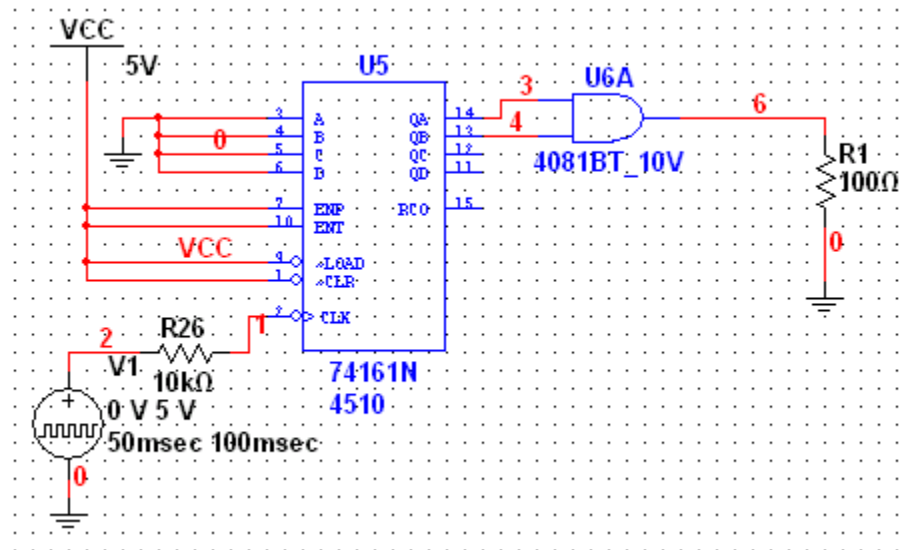 VCC
5V
U5
3 A
4 B
5 C
6 D
7 ENP
10 ENT
9 ~LOAD
1 ~CLR
2 CLK
QA 14
QB 13
QC 12
QD 11
RCO 15
74161N
4510
0
VCC
3
4
U6A
4081BT_10V
6
R1
100Ω
0
1
2
R26
10kΩ
V1
0 V 5 V
50msec 100msec
0